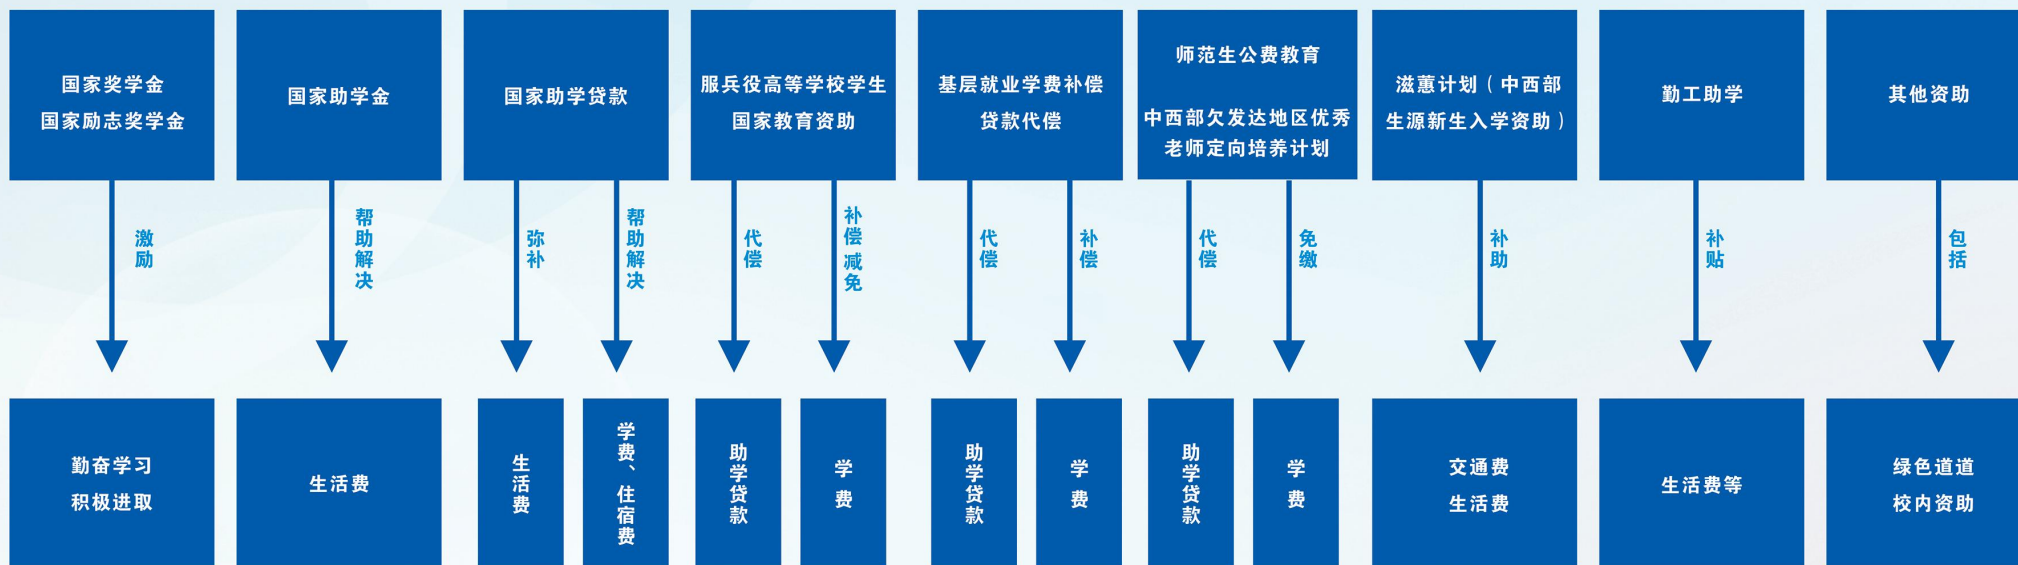 国家奖学金
国家励志奖学金
国家助学金
国家助学贷款
服兵役高等学校学生
国家教育资助
基层就业学费补偿
贷款代偿
师范生公费教育
中西部欠发达地区优秀
老师定向培养计划
滋蕙计划（中西部
生源新生入学资助）
勤工助学
其他资助
激励
帮助解决
弥补
帮助解决
代偿
补偿 减免
代偿
补偿
代偿
免缴
补助
补贴
包括
勤奋学习
积极进取
生活费
生活费
学费、住宿费
助学贷款
学费
助学贷款
学费
助学贷款
学费
交通费
生活费
生活费等
绿色道道
校内资助